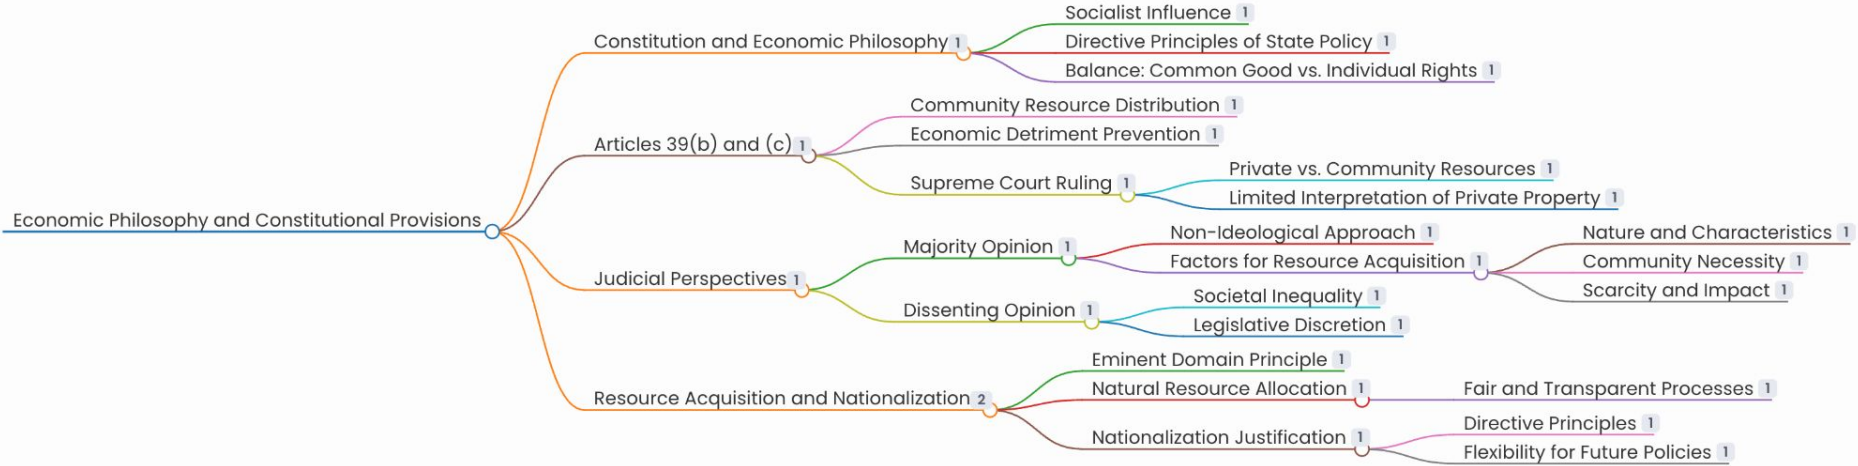 Economic Philosophy and Constitutional Provisions
Constitution and Economic Philosophy 1
Socialist Influence 1
Directive Principles of State Policy 1
Balance: Common Good vs. Individual Rights 1
Articles 39(b) and (c) 1
Community Resource Distribution 1
Economic Detriment Prevention 1
Supreme Court Ruling 1
Private vs. Community Resources 1
Limited Interpretation of Private Property 1
Judicial Perspectives 1
Majority Opinion 1
Non-Ideological Approach 1
Factors for Resource Acquisition 1
Nature and Characteristics 1
Community Necessity 1
Scarcity and Impact 1
Dissenting Opinion 1
Societal Inequality 1
Legislative Discretion 1
Resource Acquisition and Nationalization 2
Eminent Domain Principle 1
Natural Resource Allocation 1
Fair and Transparent Processes 1
Nationalization Justification 1
Directive Principles 1
Flexibility for Future Policies 1